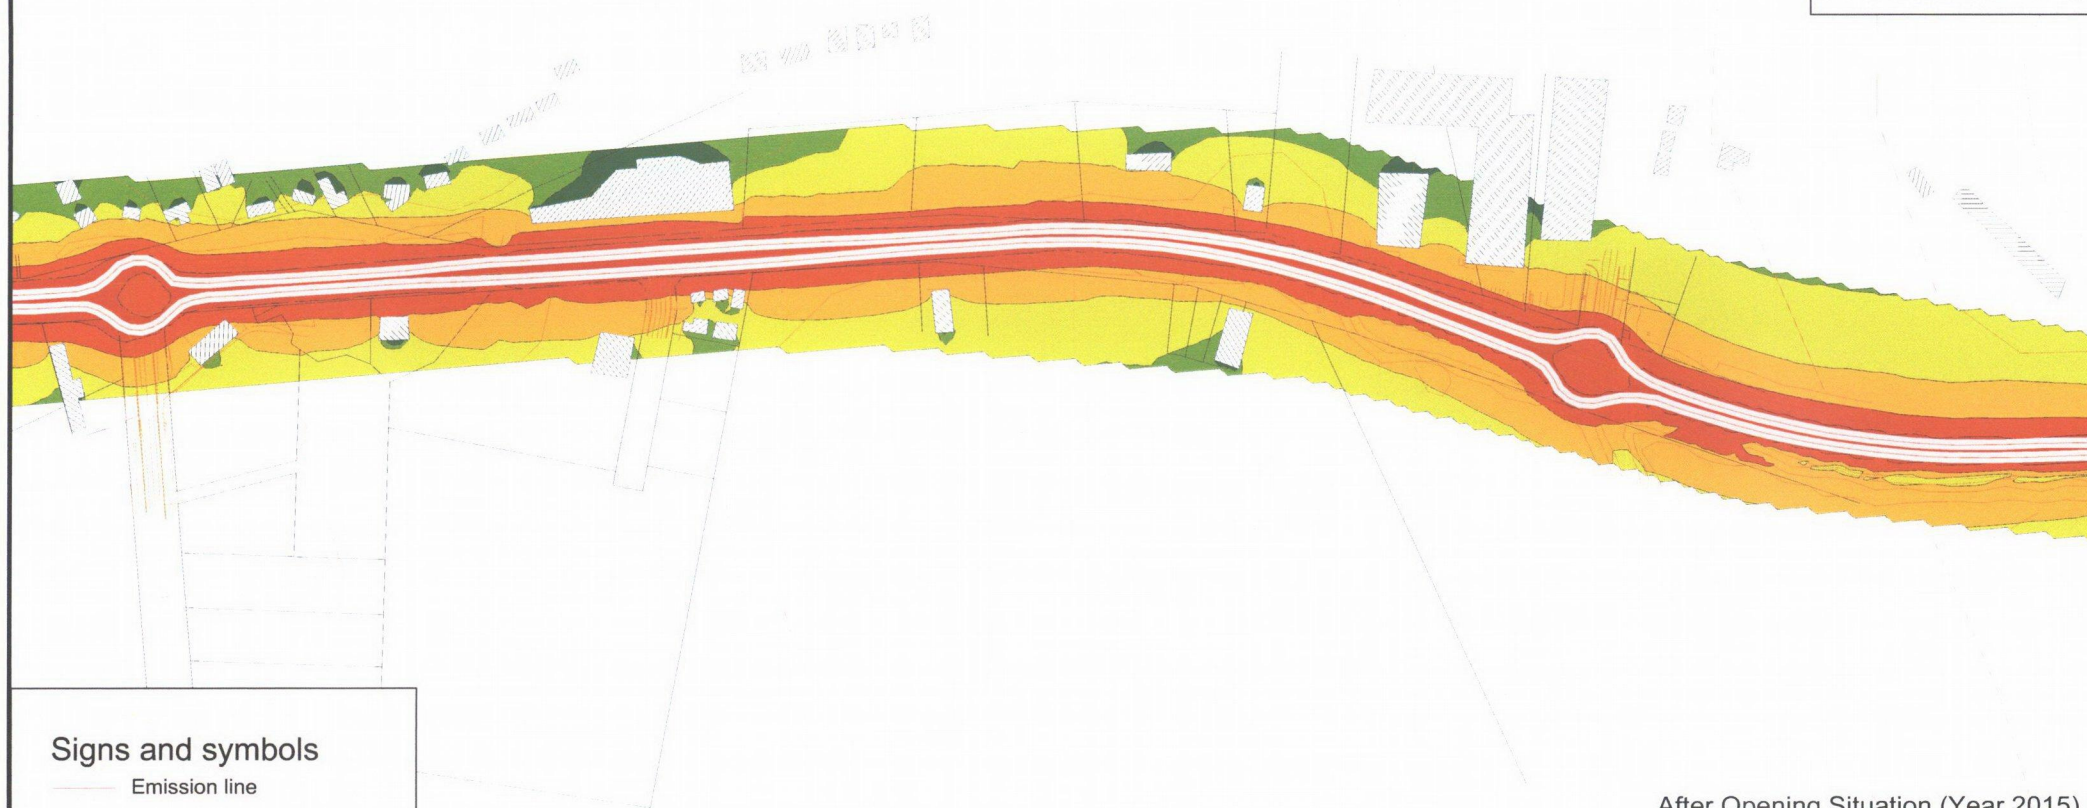 Signs and symbols
Emission line
After Opening Situation (Year 2015)